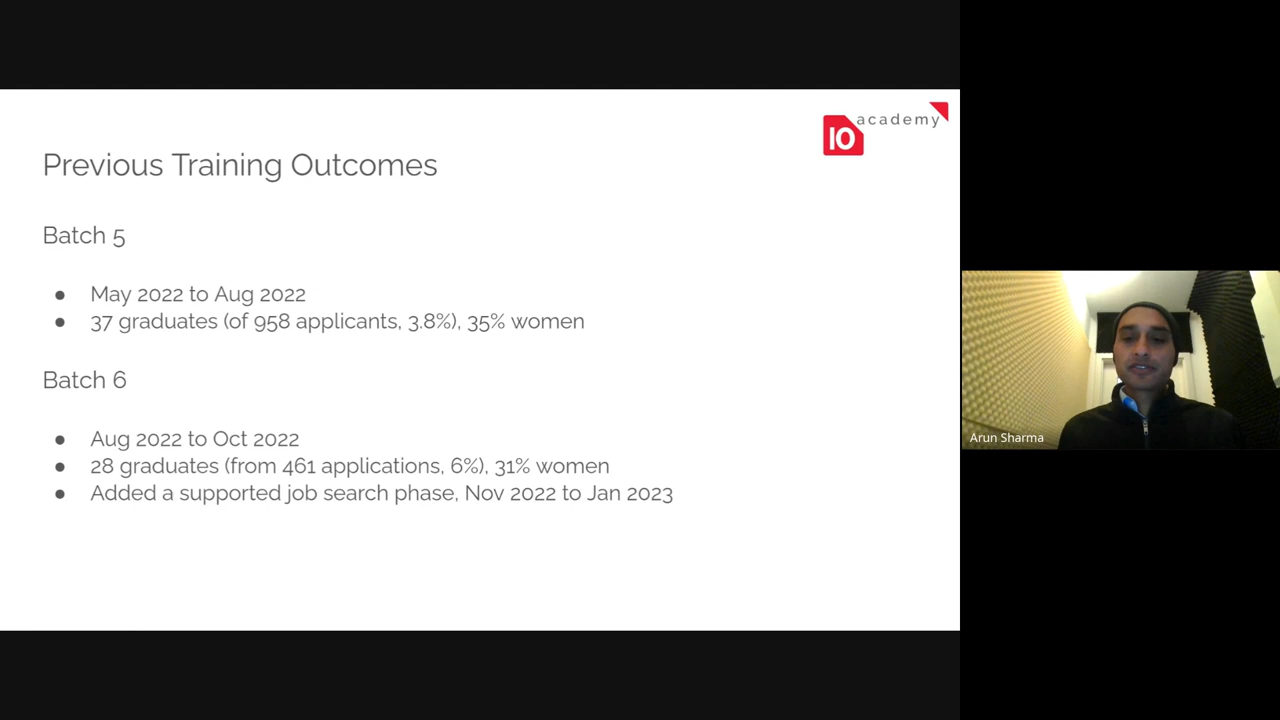 10 academy
Previous Training Outcomes
Batch 5
● May 2022 to Aug 2022
● 37 graduates (of 958 applicants, 3.8%), 35% women
Batch 6
● Aug 2022 to Oct 2022
● 28 graduates (from 461 applications, 6%), 31% women
● Added a supported job search phase, Nov 2022 to Jan 2023
Arun Sharma